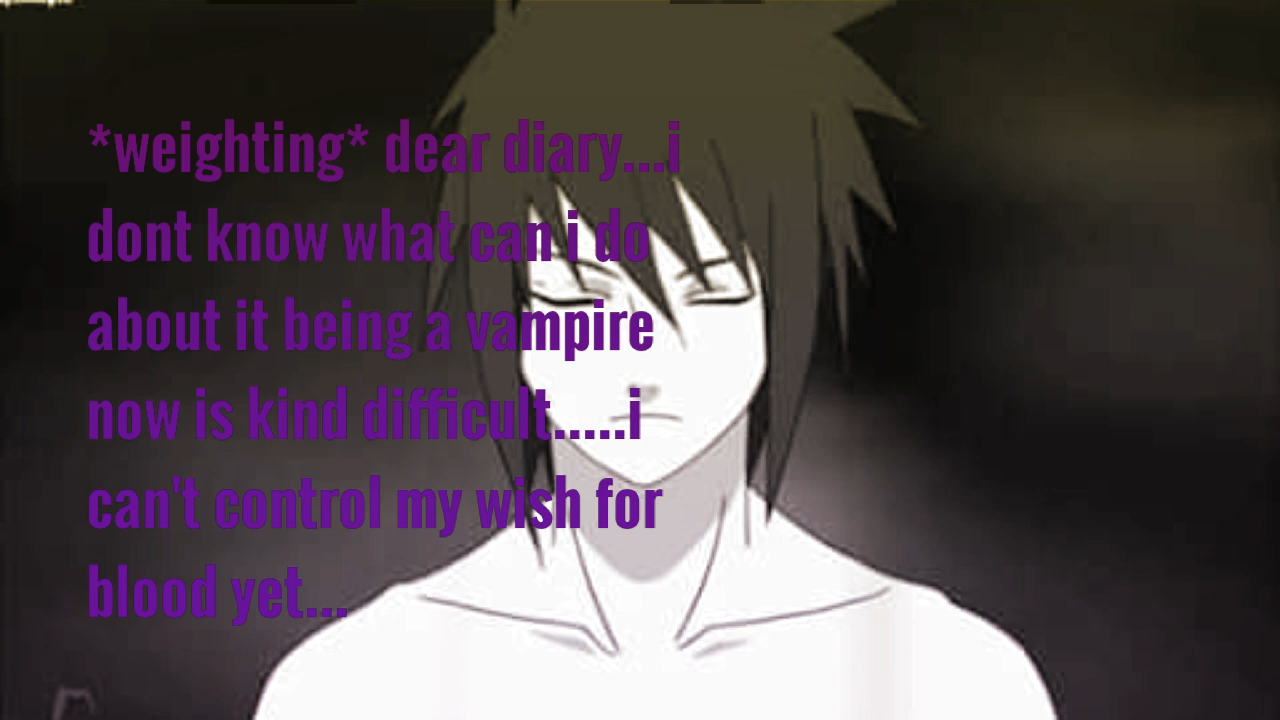 *weighting* dear diary...i
dont know what can i do
about it being a vampire
now is kind difficult.....i
can't control my wish for
blood yet...